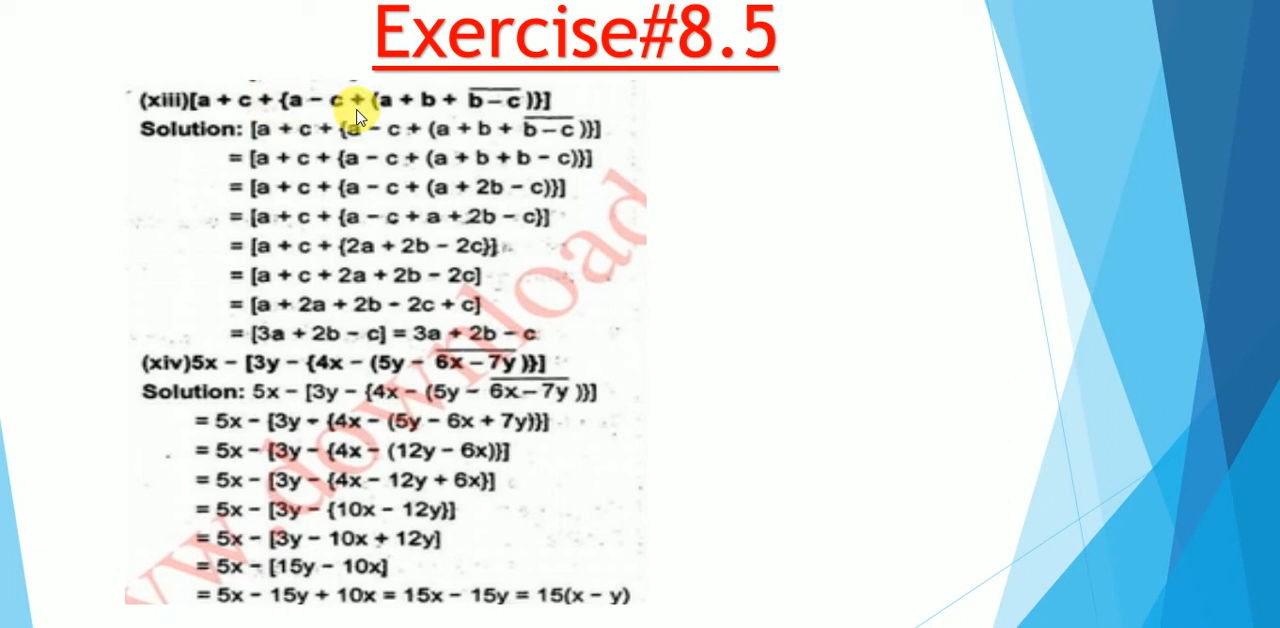 Exercise#8.5
(xiii)[a + c + {a – c + (a + b + b – c )}]
Solution: [a + c + {a – c + (a + b + b – c )}]
= [a + c + {a – c + (a + b + b – c)}]
= [a + c + {a – c + (a + 2b – c)}]
= [a + c + {a – c + a + 2b – c}]
= [a + c + {2a + 2b – 2c}]
= [a + c + 2a + 2b – 2c]
= [a + 2a + 2b – 2c + c]
= [3a + 2b – c] = 3a + 2b – c
(xiv)5x – [3y – {4x – (5y – 6x – 7y )}]
Solution: 5x – [3y – {4x – (5y – 6x – 7y )}]
= 5x – [3y – {4x – (5y – 6x + 7y)}]
= 5x – [3y – {4x – (12y – 6x)}]
= 5x – [3y – {4x – 12y + 6x}]
= 5x – [3y – {10x – 12y}]
= 5x – [3y – 10x + 12y]
= 5x – [15y – 10x]
= 5x – 15y + 10x = 15x – 15y = 15(x – y)
w.download